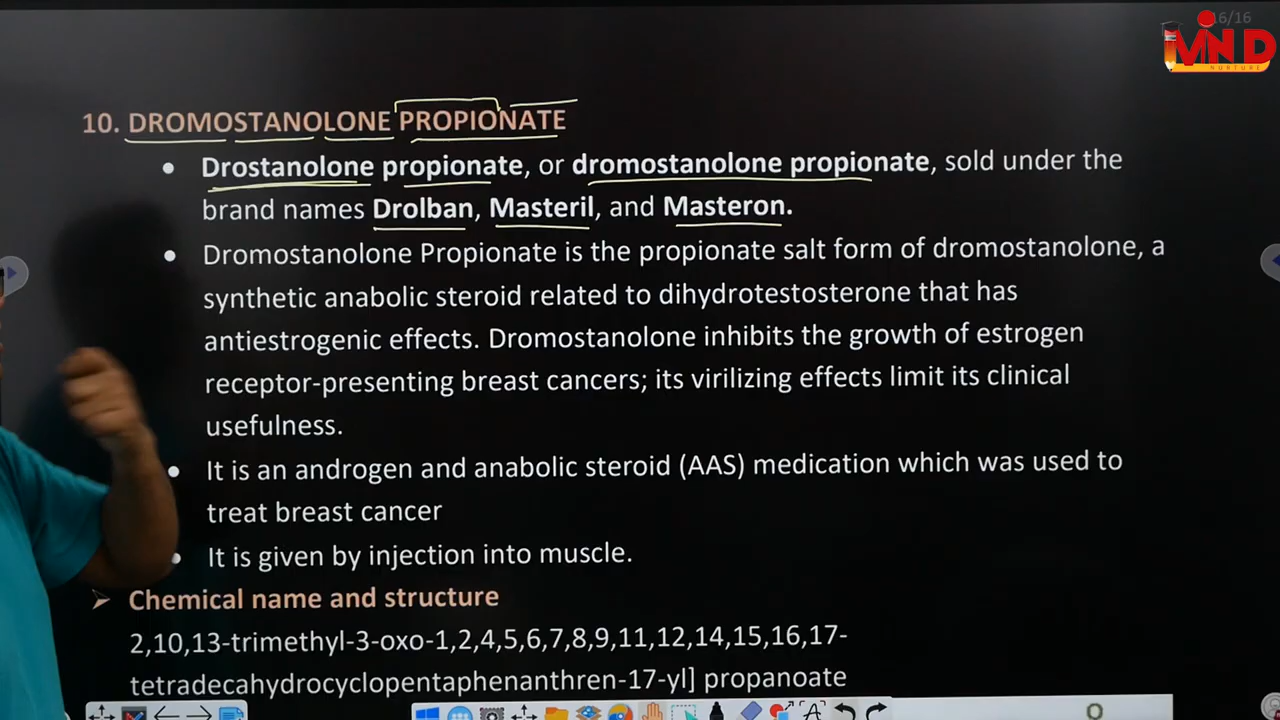 16/16
MIND
NURTURE
10. DROMOSTANOLONE PROPIONATE
• Drostanolone propionate, or dromostanolone propionate, sold under the
brand names Drolban, Masteril, and Masteron.
• Dromostanolone Propionate is the propionate salt form of dromostanolone, a
synthetic anabolic steroid related to dihydrotestosterone that has
antiestrogenic effects. Dromostanolone inhibits the growth of estrogen
receptor-presenting breast cancers; its virilizing effects limit its clinical
usefulness.
• It is an androgen and anabolic steroid (AAS) medication which was used to
treat breast cancer
• It is given by injection into muscle.
➢ Chemical name and structure
2,10,13-trimethyl-3-oxo-1,2,4,5,6,7,8,9,11,12,14,15,16,17-
tetradecahydrocyclopentaphenanthren-17-yl] propanoate